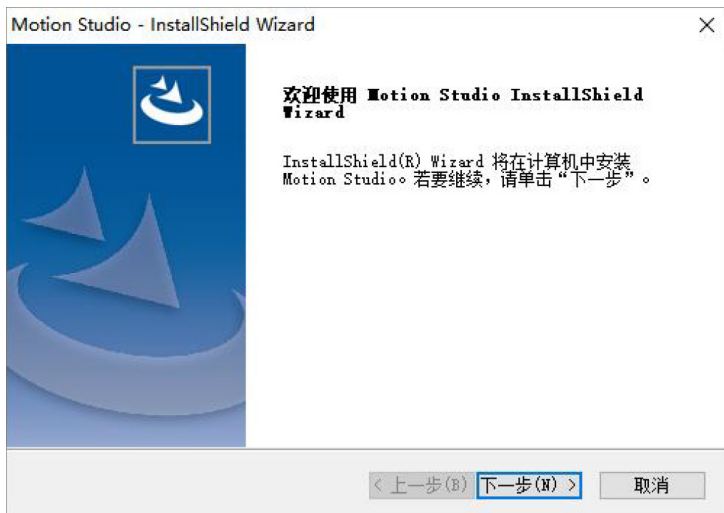 Motion Studio - InstallShield Wizard
欢迎使用 Motion Studio InstallShield
Wizard
InstallShield(R) Wizard 将在计算机中安装
Motion Studio。若要继续，请单击“下一步”。
< 上一步(B)
下一步(N) >
取消